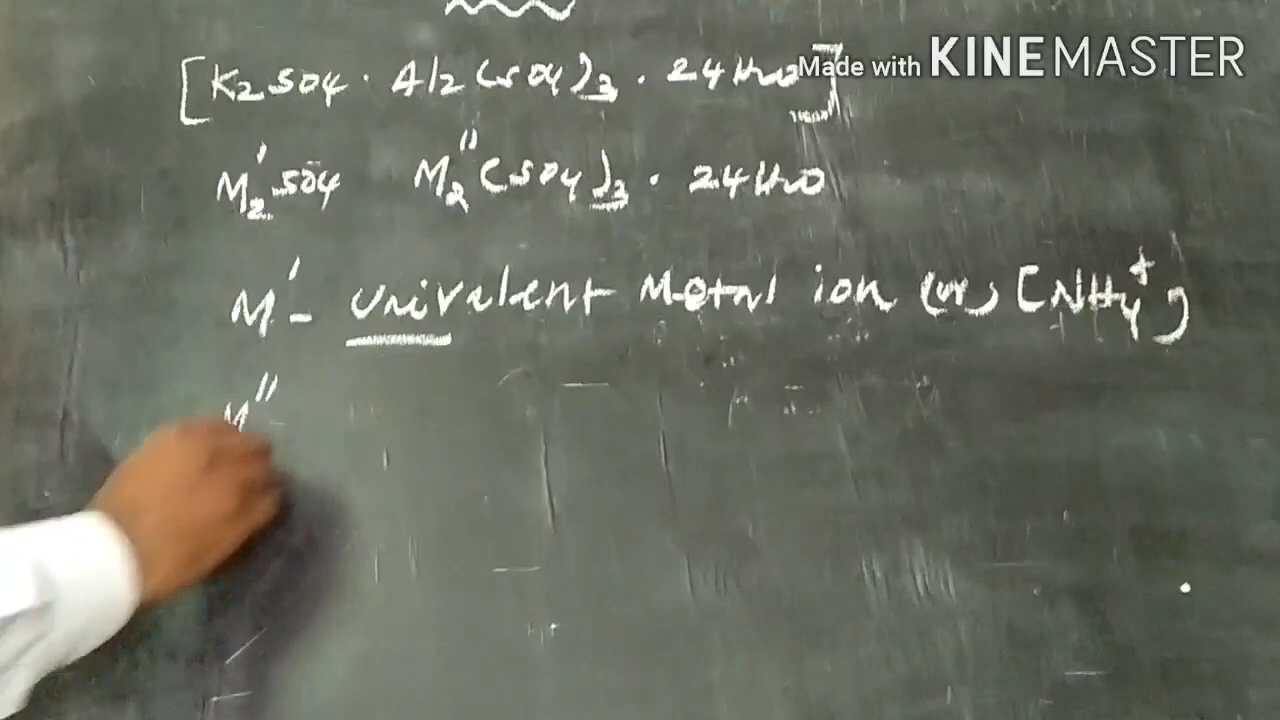 [K2SO4 · Al2(SO4)3 · 24H2O]
Made with KINEMASTER
M'2SO4 M''2(SO4)3 · 24H2O
M' - univalent Metal ion (or) [NH4+]
M''